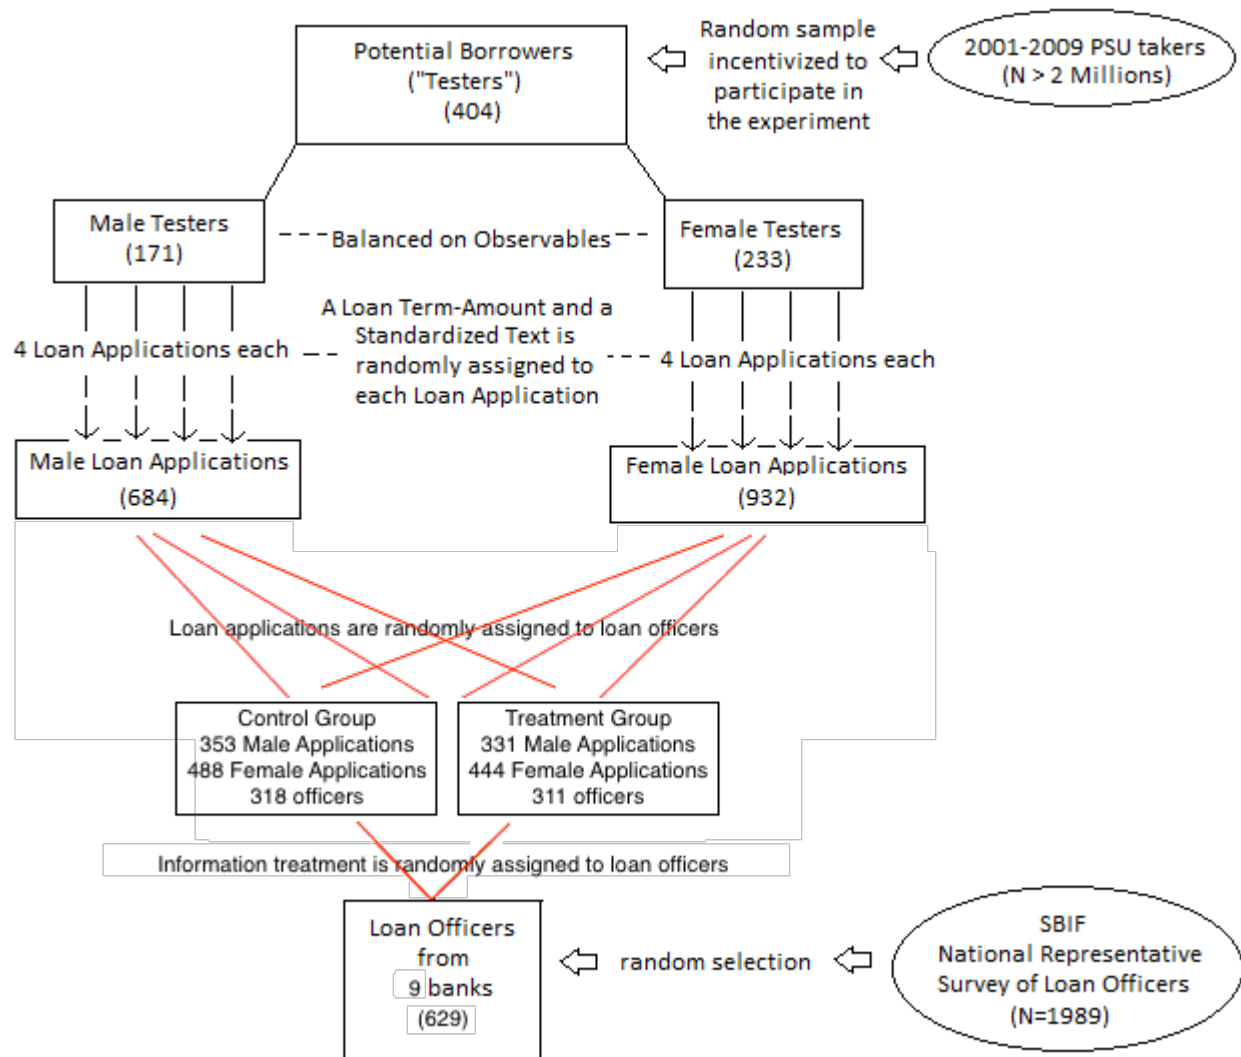 Potential Borrowers
("Testers")
(404)
Random sample
incentivized to
participate in
the experiment
2001-2009 PSU takers
(N > 2 Millions)
Male Testers
(171)
Balanced on Observables
Female Testers
(233)
A Loan Term-Amount and a
Standardized Text is
randomly assigned to
each Loan Application
4 Loan Applications each
4 Loan Applications each
Male Loan Applications
(684)
Female Loan Applications
(932)
Loan applications are randomly assigned to loan officers
Control Group
353 Male Applications
488 Female Applications
318 officers
Treatment Group
331 Male Applications
444 Female Applications
311 officers
Information treatment is randomly assigned to loan officers
Loan Officers
from
9 banks
(629)
random selection
SBIF
National Representative
Survey of Loan Officers
(N=1989)